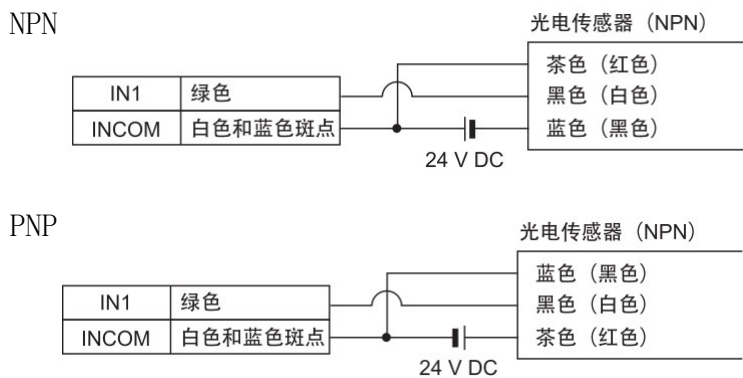 NPN
光电传感器（NPN）
茶色（红色）
IN1 绿色 黑色（白色）
INCOM 白色和蓝色斑点 蓝色（黑色）
24 V DC
PNP
光电传感器（NPN）
蓝色（黑色）
IN1 绿色 黑色（白色）
INCOM 白色和蓝色斑点 茶色（红色）
24 V DC